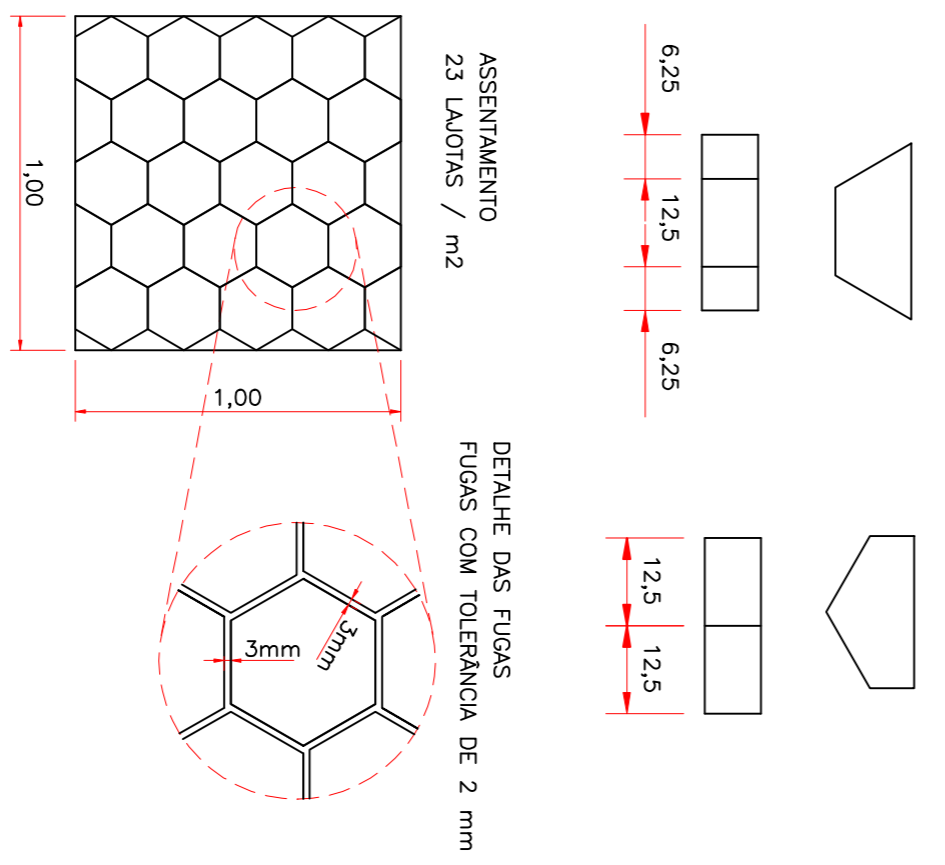 6,25
12,5
6,25
12,5
12,5
ASSENTAMENTO
23 LAJOTAS / m2
1,00
1,00
DETALHE DAS FUGAS
FUGAS COM TOLERÂNCIA DE 2 mm
3mm
3mm